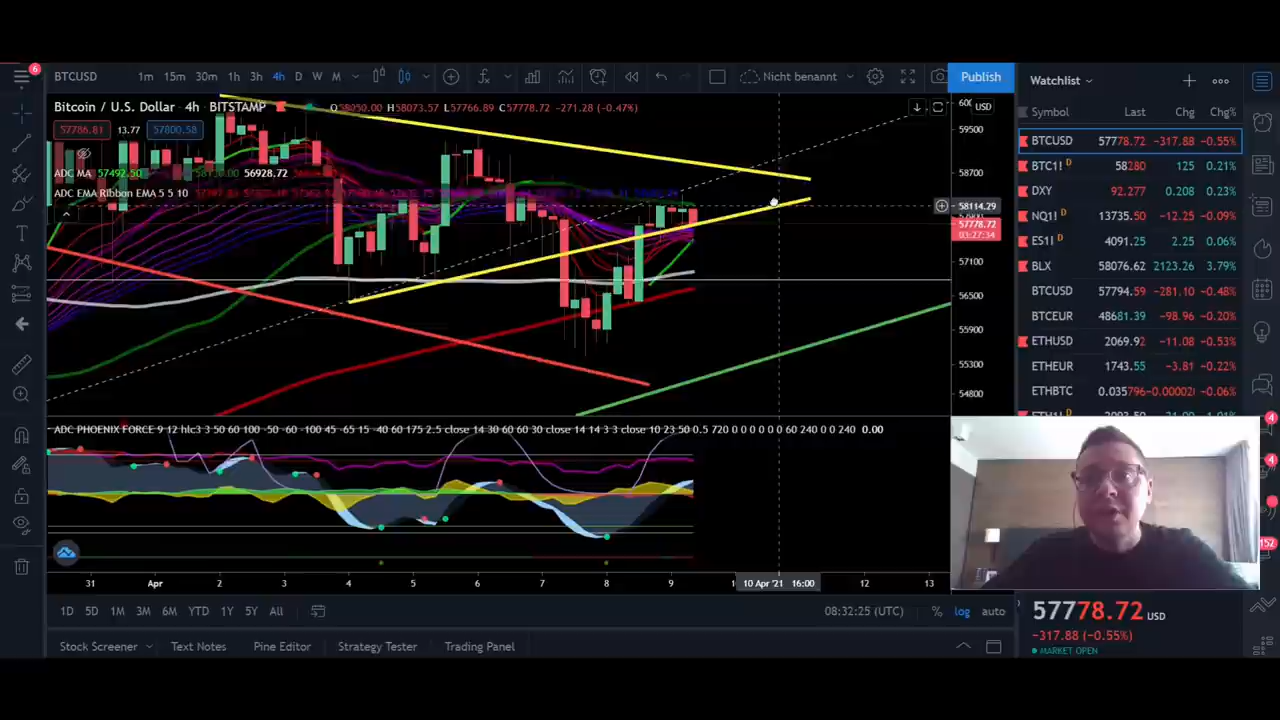 6
BTCUSD
1m 15m 30m 1h 3h 4h D W M
Nicht benannt
Publish
Watchlist
Bitcoin / U.S. Dollar 4h BITSTAMP
O58050.00 H58073.57 L57766.89 C57778.72 -271.28 (-0.47%)
USD
57786.81 13.77 57800.58
ADC MA 57492.50 56928.72
ADC EMA Ribbon EMA 5 5 10
59500
58700
58114.29
57778.72
03:27:34
57100
56500
55900
55300
54800
Symbol Last Chg Chg%
BTCUSD 57778.72 -317.88 -0.55%
BTC1! D 58280 125 0.21%
DXY 92.277 0.208 0.23%
NQ1! D 13735.50 -12.25 -0.09%
ES1! D 4091.25 2.25 0.06%
BLX 58076.62 2123.26 3.79%
BTCUSD 57794.59 -281.10 -0.48%
BTCEUR 48681.39 -98.96 -0.20%
ETHUSD 2069.92 -11.08 -0.53%
ETHEUR 1743.55 -3.81 -0.22%
ETHBTC 0.035796 -0.00002 -0.06%
ADC PHOENIX FORCE 9 12 hlc3 3 50 60 100 -50 -60 -100 45 -65 15 -40 60 175 2.5 close 14 30 60 60 30 close 14 14 3 3 close 10 23 50 0.5 720 0 0 0 0 0 0 60 240 0 0 240 0.00
31 Apr 2 3 4 5 6 7 8 9 10 Apr '21 16:00 12 13
1D 5D 1M 3M 6M YTD 1Y 5Y All
08:32:25 (UTC) % log auto
Stock Screener Text Notes Pine Editor Strategy Tester Trading Panel
57778.72 USD
-317.88 (-0.55%)
MARKET OPEN
4
4
152